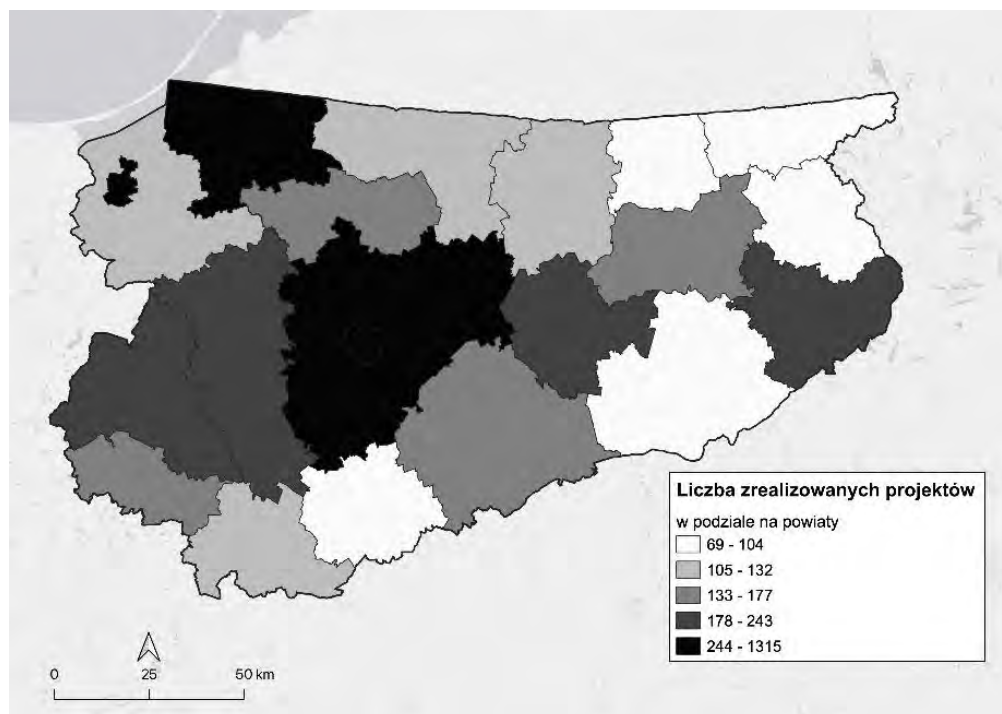 Liczba zrealizowanych projektów
w podziale na powiaty
69 - 104
105 - 132
133 - 177
178 - 243
244 - 1315
0 25 50 km